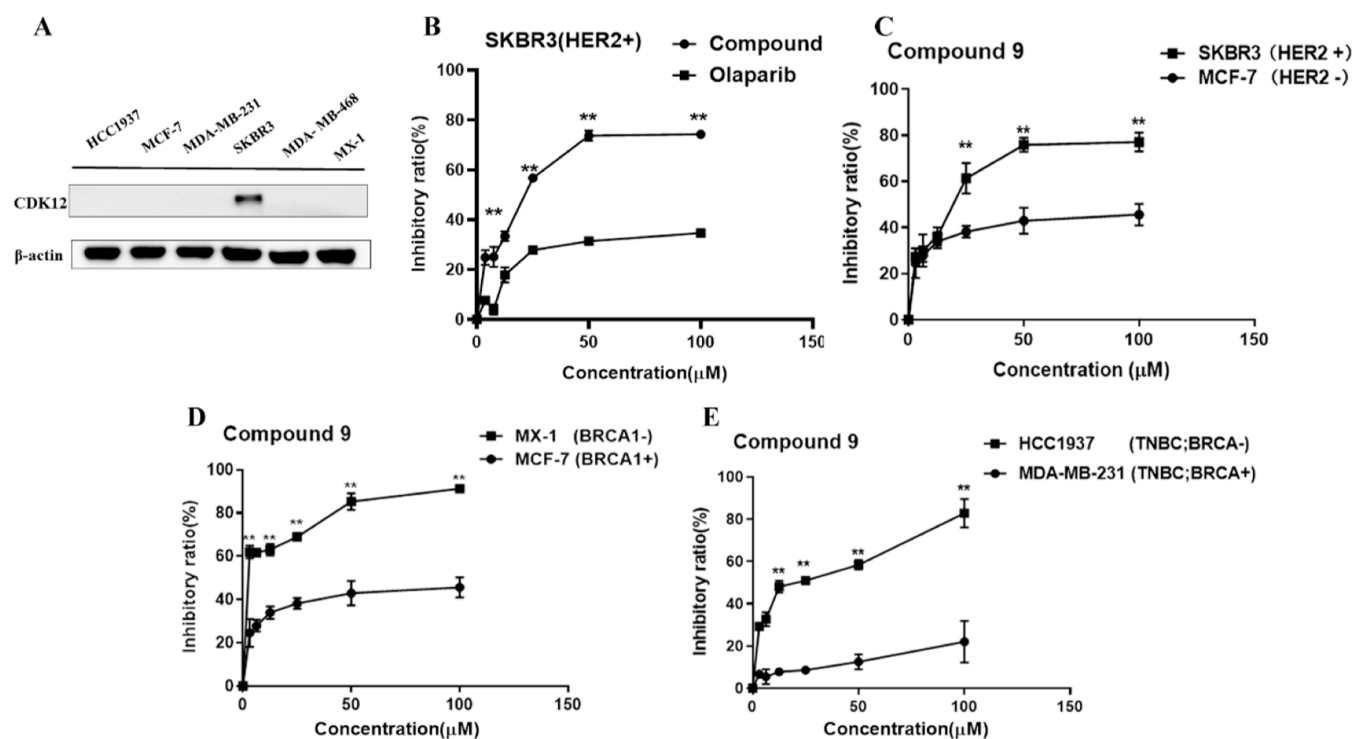 A
HCC1937
MCF-7
MDA-MB-231
SKBR3
MDA- MB-468
MX-1
CDK12
β-actin
B
SKBR3(HER2+)
Compound
Olaparib
Inhibitory ratio(%)
100
80
60
40
20
0
**
**
**
**
0
50
100
150
Concentration(μM)
C
Compound 9
SKBR3 (HER2 +)
MCF-7 (HER2 -)
Inhibitory ratio(%)
100
80
60
40
20
0
**
**
**
0
50
100
150
Concentration (μM)
D
Compound 9
MX-1 (BRCA1-)
MCF-7 (BRCA1+)
Inhibitory ratio(%)
100
80
60
40
20
0
**
**
**
**
**
0
50
100
150
Concentration(μM)
E
Compound 9
HCC1937 (TNBC;BRCA-)
MDA-MB-231 (TNBC;BRCA+)
Inhibitory ratio(%)
100
80
60
40
20
0
**
**
**
**
0
50
100
150
Concentration(μM)